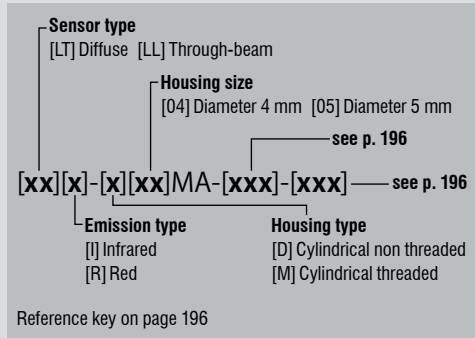 Sensor type
[LT] Diffuse [LL] Through-beam
Housing size
[04] Diameter 4 mm [05] Diameter 5 mm
see p. 196
[xx][x]-[x][xx]MA-[xxx]-[xxx] see p. 196
Emission type
[I] Infrared
[R] Red
Housing type
[D] Cylindrical non threaded
[M] Cylindrical threaded
Reference key on page 196